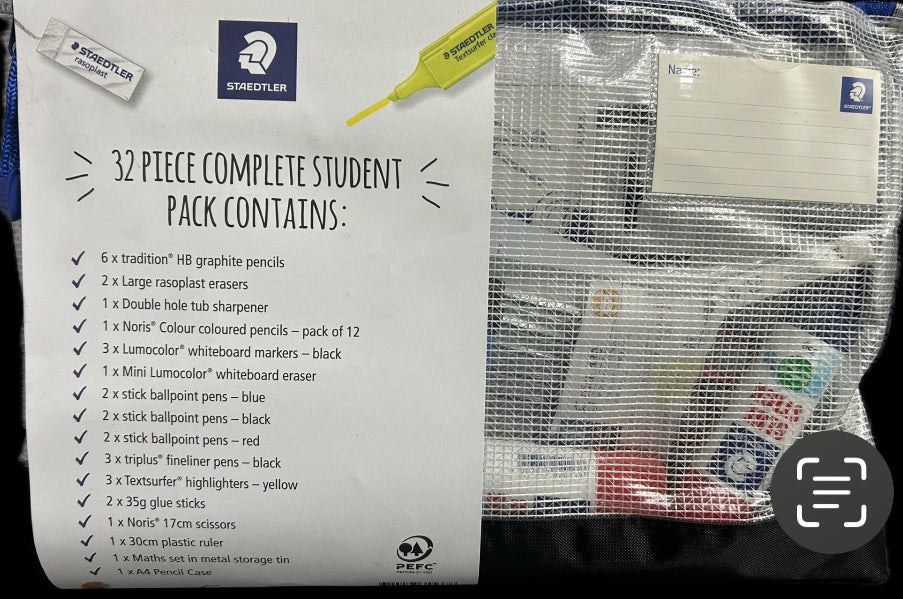 STAEDTLER
rasoplast
STAEDTLER
STAEDTLER
Textsurfer
32 PIECE COMPLETE STUDENT
PACK CONTAINS:
✓ 6 x tradition® HB graphite pencils
✓ 2 x Large rasoplast erasers
✓ 1 x Double hole tub sharpener
✓ 1 x Noris® Colour coloured pencils – pack of 12
✓ 3 x Lumocolor® whiteboard markers – black
✓ 1 x Mini Lumocolor® whiteboard eraser
✓ 2 x stick ballpoint pens – blue
✓ 2 x stick ballpoint pens – black
✓ 2 x stick ballpoint pens – red
✓ 3 x triplus® fineliner pens – black
✓ 3 x Textsurfer® highlighters – yellow
✓ 2 x 35g glue sticks
✓ 1 x Noris® 17cm scissors
✓ 1 x 30cm plastic ruler
✓ 1 x Maths set in metal storage tin
✓ 1 x A4 Pencil Case
PEFC™
Name:
STAEDTLER